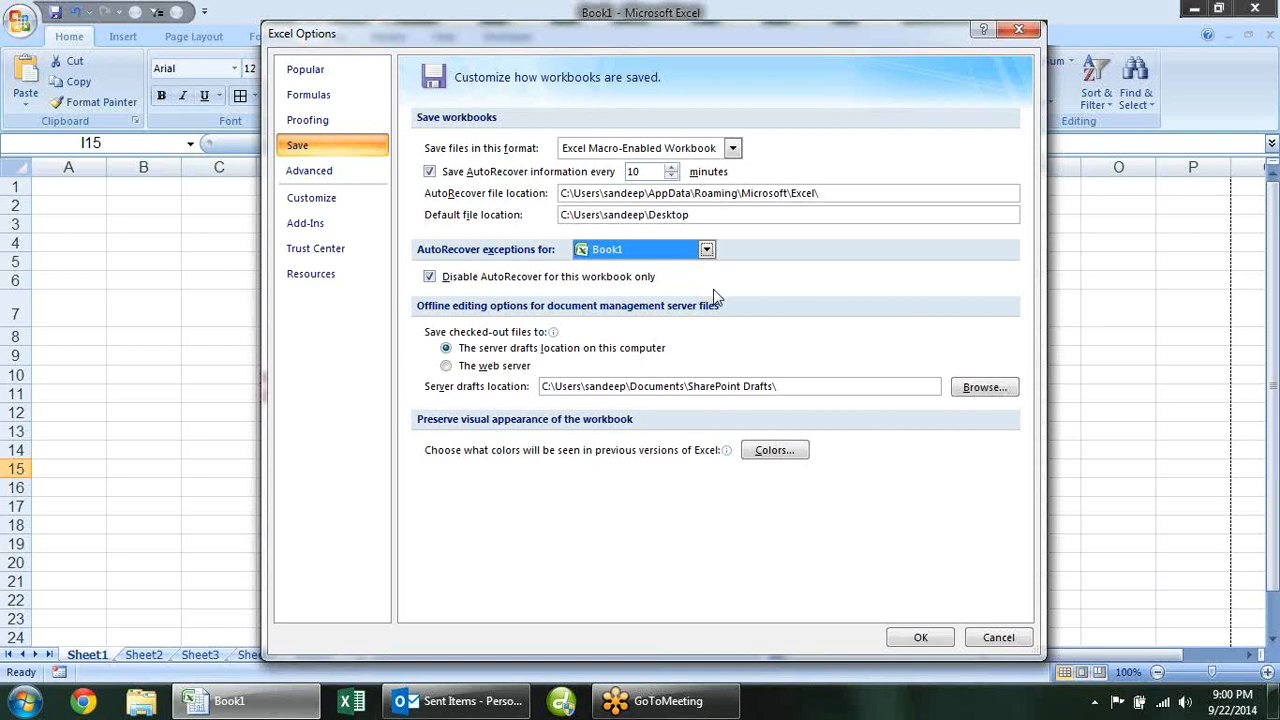 Book1 - Microsoft Excel
Excel Options
Home
Insert
Page Layout
Paste
Cut
Copy
Format Painter
Clipboard
Arial
12
B I U
Font
Sort & Filter
Find & Select
Editing
I15
A B C O P
1
2
3
4
5
6
7
8
9
10
11
12
13
14
15
16
17
18
19
20
21
22
23
24
Popular
Formulas
Proofing
Save
Advanced
Customize
Add-Ins
Trust Center
Resources
Customize how workbooks are saved.
Save workbooks
Save files in this format: Excel Macro-Enabled Workbook
Save AutoRecover information every 10 minutes
AutoRecover file location: C:\Users\sandeep\AppData\Roaming\Microsoft\Excel\
Default file location: C:\Users\sandeep\Desktop
AutoRecover exceptions for: Book1
Disable AutoRecover for this workbook only
Offline editing options for document management server files
Save checked-out files to:
The server drafts location on this computer
The web server
Server drafts location: C:\Users\sandeep\Documents\SharePoint Drafts\ Browse...
Preserve visual appearance of the workbook
Choose what colors will be seen in previous versions of Excel: Colors...
OK Cancel
Sheet1 Sheet2 Sheet3
Ready
100%
Book1
Sent Items - Perso...
GoToMeeting
9:00 PM
9/22/2014